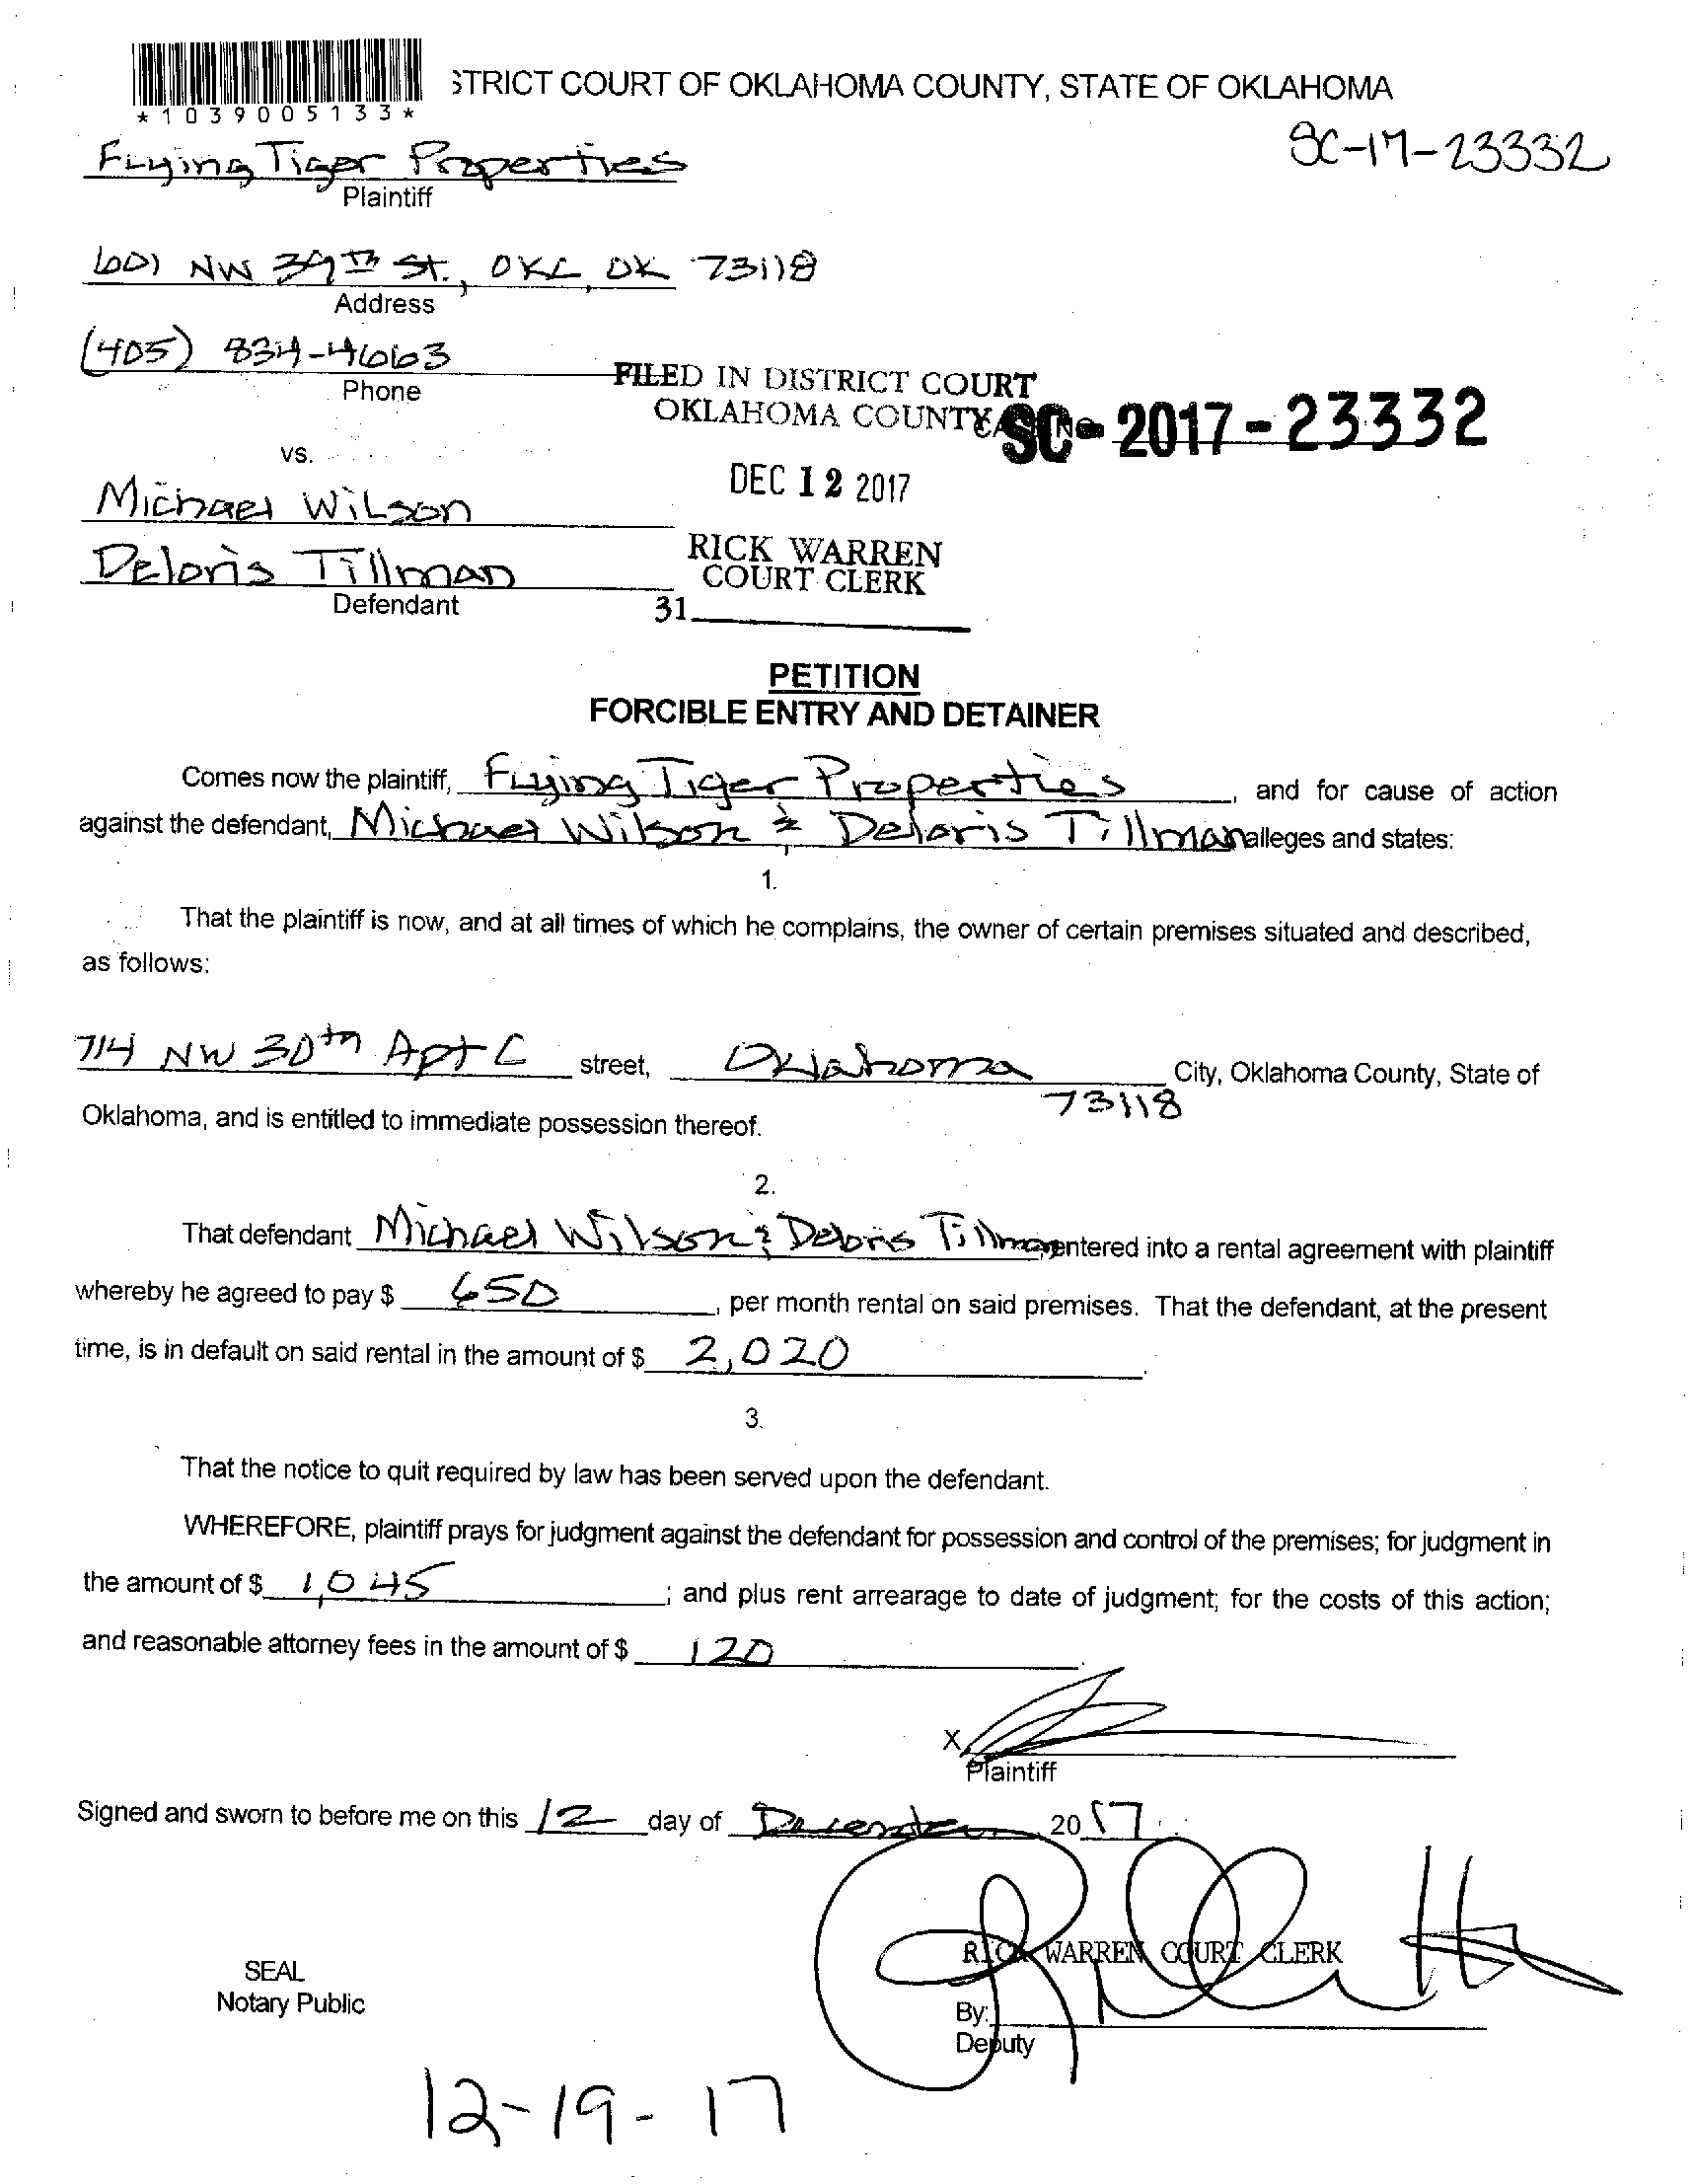 STRICT COURT OF OKLAHOMA COUNTY, STATE OF OKLAHOMA
*1039005133*
SC-17-23332
Flying Tiger Properties
Plaintiff
601 NW 39th St., OKC, OK 73118
Address
(405) 834-4663
Phone
FILED IN DISTRICT COURT
OKLAHOMA COUNTY
SC-2017-23332
vs.
DEC 12 2017
Michael Wilson
RICK WARREN
COURT CLERK
Deloris Tillman
Defendant
31
PETITION
FORCIBLE ENTRY AND DETAINER
Comes now the plaintiff, Flying Tiger Properties, and for cause of action
against the defendant, Michael Wilson & Deloris Tillman alleges and states:
1.
That the plaintiff is now, and at all times of which he complains, the owner of certain premises situated and described,
as follows:
714 NW 30th Apt C street, Oklahoma City, Oklahoma County, State of
73118
Oklahoma, and is entitled to immediate possession thereof.
2.
That defendant Michael Wilson & Deloris Tillman entered into a rental agreement with plaintiff
whereby he agreed to pay $ 650, per month rental on said premises. That the defendant, at the present
time, is in default on said rental in the amount of $ 2,020.
3.
That the notice to quit required by law has been served upon the defendant.
WHEREFORE, plaintiff prays for judgment against the defendant for possession and control of the premises; for judgment in
the amount of $ 1,045; and plus rent arrearage to date of judgment; for the costs of this action;
and reasonable attorney fees in the amount of $ 120.
X
Plaintiff
Signed and sworn to before me on this 12 day of December 2017.
RICK WARREN COURT CLERK
SEAL
Notary Public
By:
Deputy
12-19-17